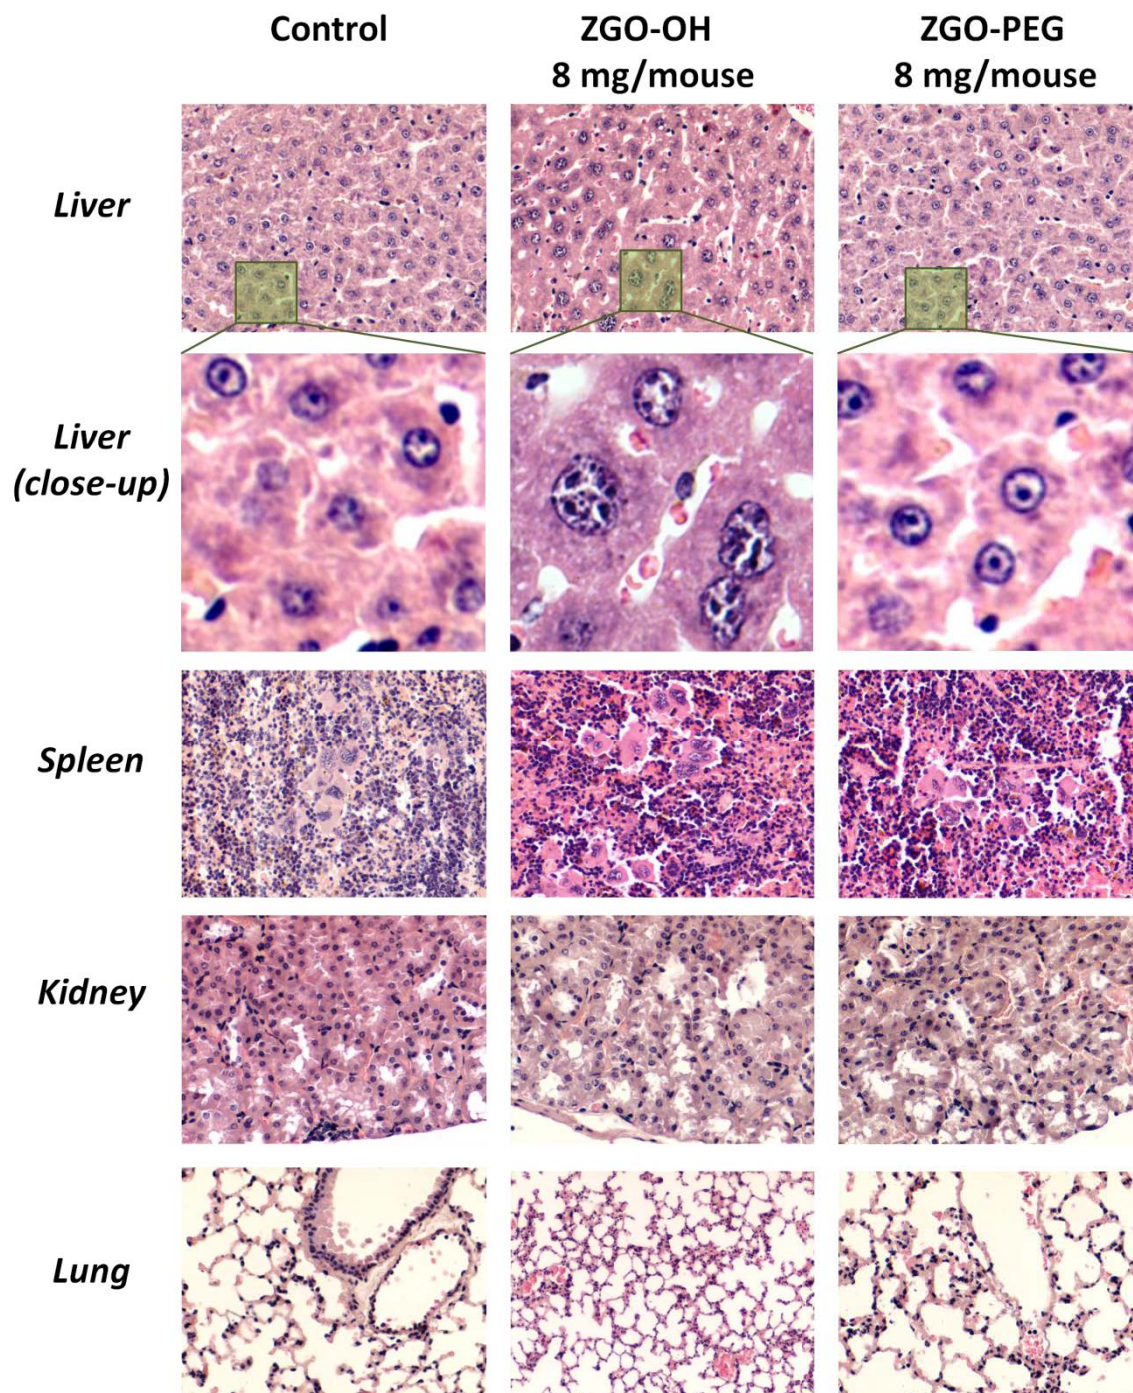 Control
ZGO-OH
8 mg/mouse
ZGO-PEG
8 mg/mouse
Liver
Liver
(close-up)
Spleen
Kidney
Lung